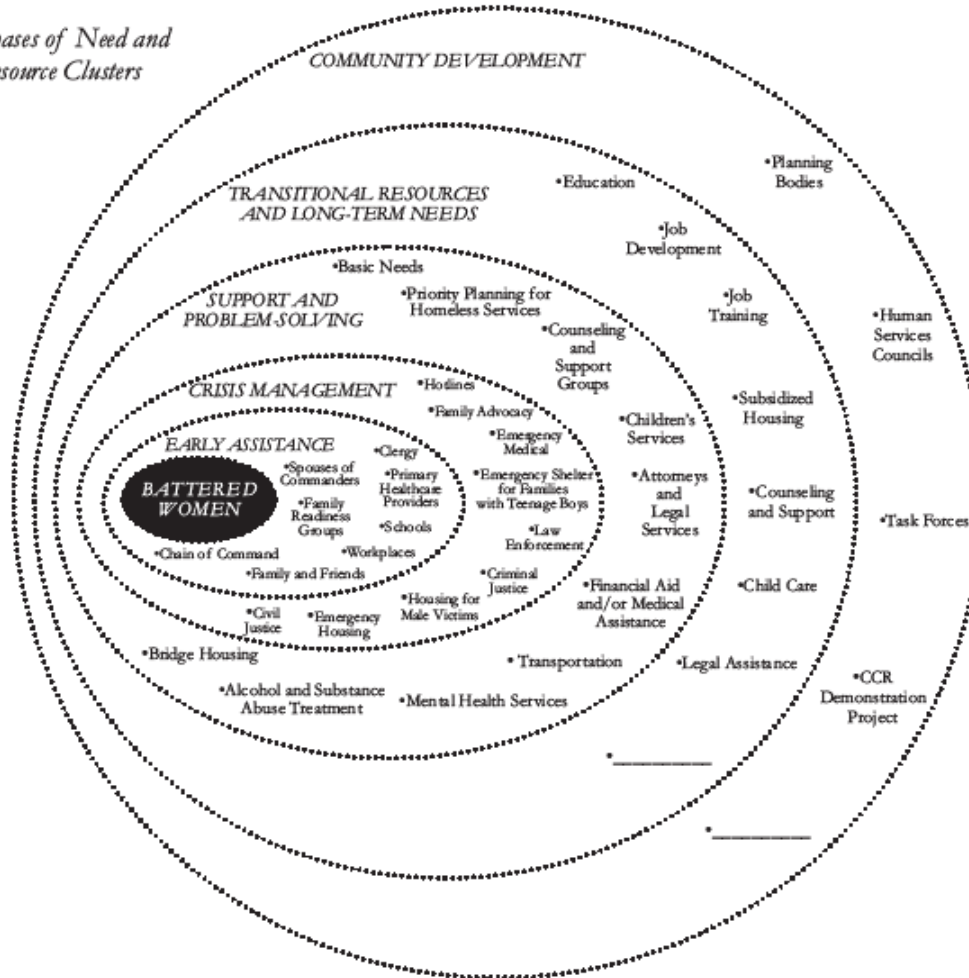 ases of Need and
source Clusters
COMMUNITY DEVELOPMENT
•Planning
Bodies
•Education
TRANSITIONAL RESOURCES
AND LONG-TERM NEEDS
•Job
Development
•Basic Needs
•Priority Planning for
Homeless Services
SUPPORT AND
PROBLEM-SOLVING
•Job
Training
•Human
Services
Councils
•Counseling
and
Support
Groups
CRISIS MANAGEMENT
•Hotlines
•Family Advocacy
•Subsidized
Housing
•Children's
Services
•Emergency
Medical
EARLY ASSISTANCE
•Clergy
•Spouses of
Commanders
•Primary
Healthcare
Providers
•Emergency Shelter
for Families
with Teenage Boys
•Attorneys
and
Legal
Services
BATTERED
WOMEN
•Counseling
and Support
•Family
Readiness
Groups
•Schools
•Law
Enforcement
•Task Forces
•Chain of Command
•Workplaces
•Family and Friends
•Criminal
Justice
•Financial Aid
and/or Medical
Assistance
•Child Care
•Civil
Justice
•Emergency
Housing
•Housing for
Male Victims
•Bridge Housing
•Transportation
•Legal Assistance
•Alcohol and Substance
Abuse Treatment
•Mental Health Services
•CCR
Demonstration
Project
•__________
•__________